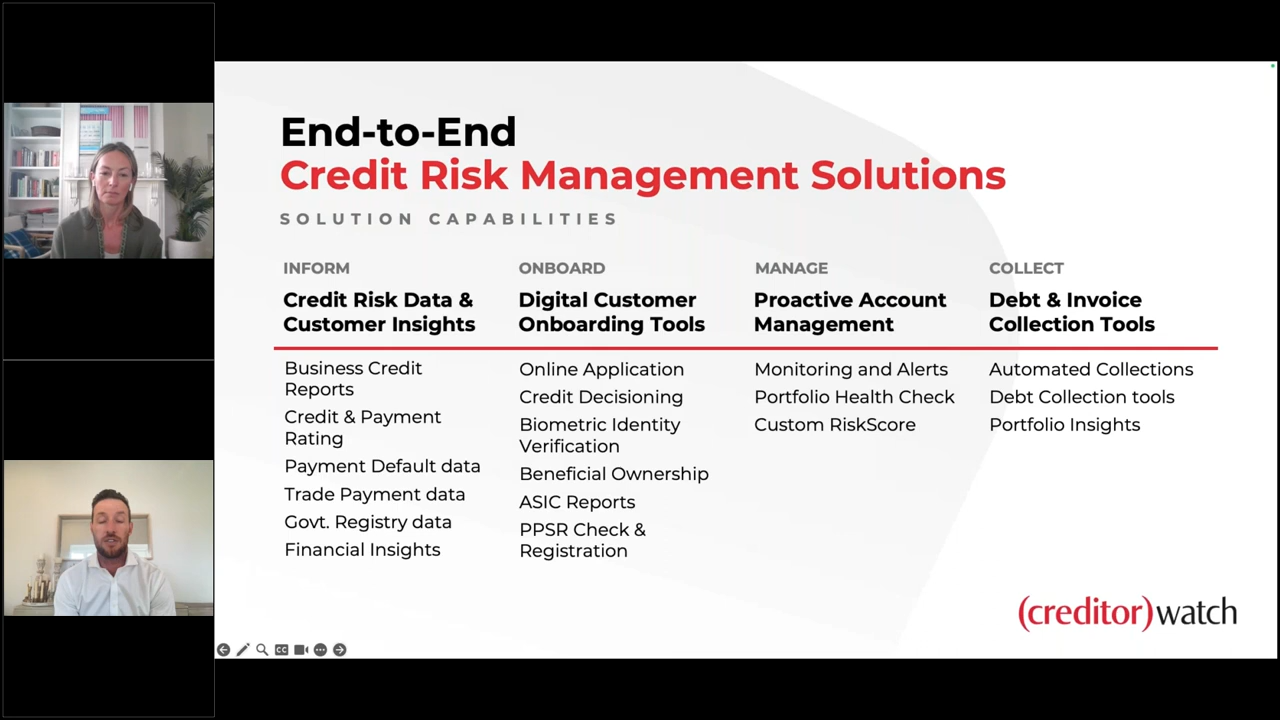 End-to-End
Credit Risk Management Solutions
SOLUTION CAPABILITIES
INFORM
Credit Risk Data &
Customer Insights
Business Credit
Reports
Credit & Payment
Rating
Payment Default data
Trade Payment data
Govt. Registry data
Financial Insights
ONBOARD
Digital Customer
Onboarding Tools
Online Application
Credit Decisioning
Biometric Identity
Verification
Beneficial Ownership
ASIC Reports
PPSR Check &
Registration
MANAGE
Proactive Account
Management
Monitoring and Alerts
Portfolio Health Check
Custom RiskScore
COLLECT
Debt & Invoice
Collection Tools
Automated Collections
Debt Collection tools
Portfolio Insights
(creditor)watch
CC